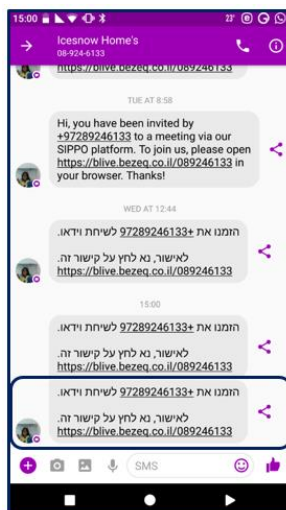 15:00
23°
Icesnow Home's
08-924-6133
https://blive.bezeq.co.il/089246133
TUE AT 8:58
Hi, you have been invited by
+97289246133 to a meeting via our
SIPPO platform. To join us, please open
https://blive.bezeq.co.il/089246133 in
your browser. Thanks!
WED AT 12:44
הזמנו את +97289246133 לשיחת וידאו.
לאישור, נא לחץ על קישור זה.
https://blive.bezeq.co.il/089246133
15:00
הזמנו את +97289246133 לשיחת וידאו.
לאישור, נא לחץ על קישור זה.
https://blive.bezeq.co.il/089246133
הזמנו את +97289246133 לשיחת וידאו.
לאישור, נא לחץ על קישור זה.
https://blive.bezeq.co.il/089246133
SMS